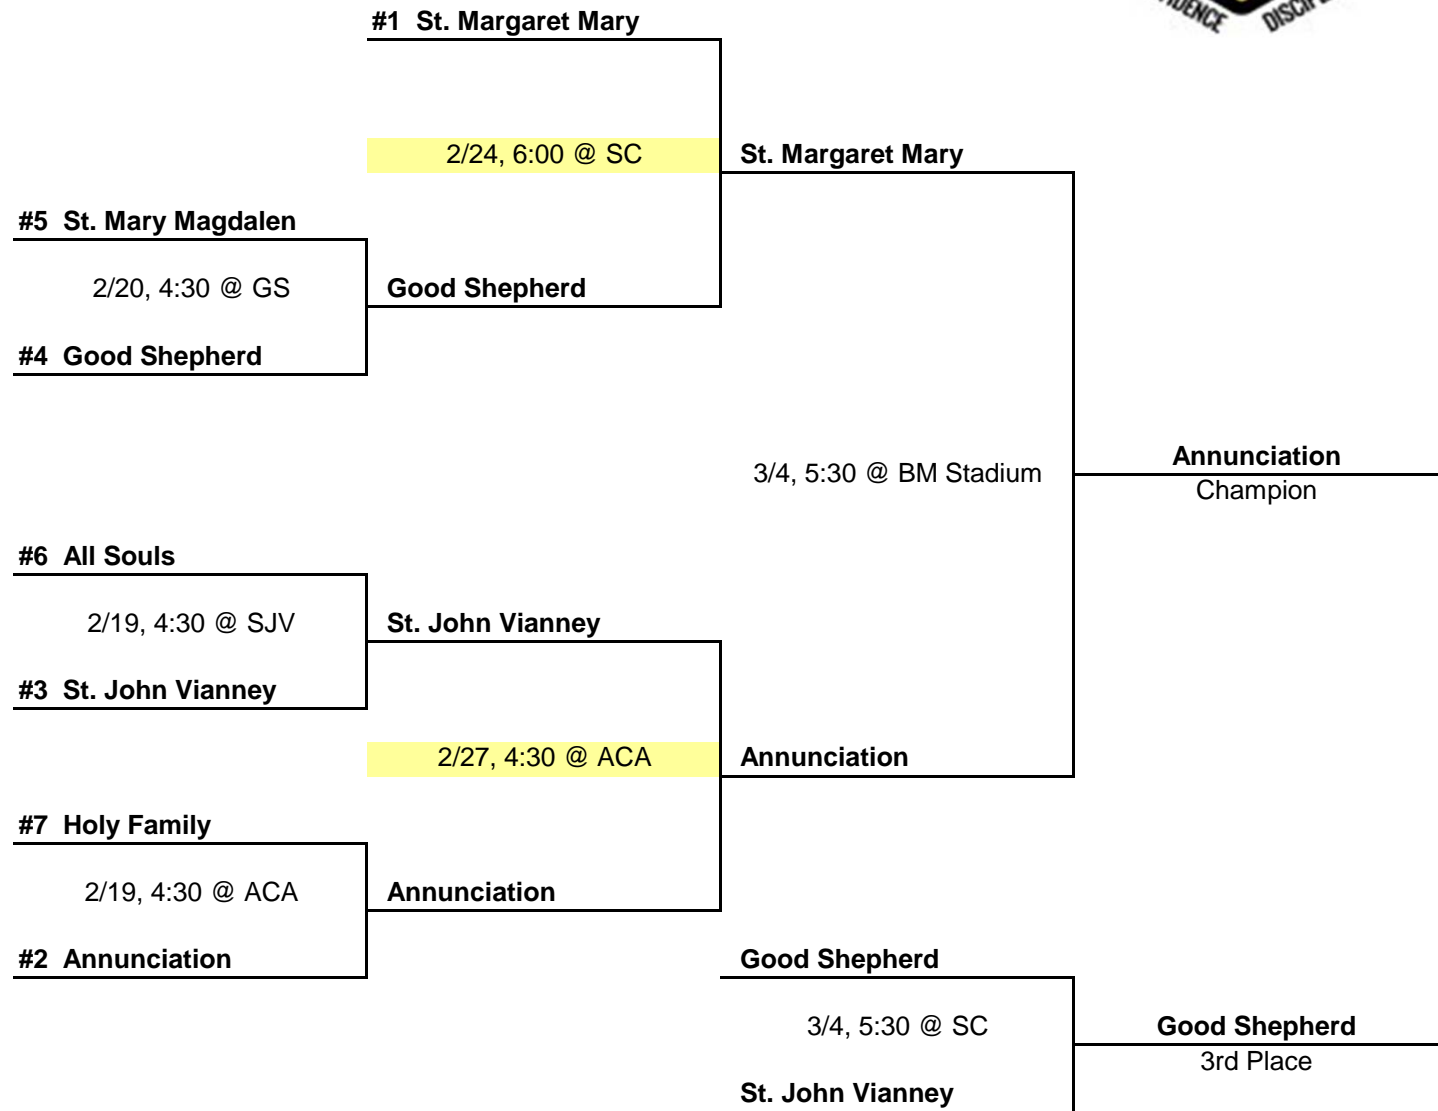 DISCIPL
#1 St. Margaret Mary
2/24, 6:00 @ SC
St. Margaret Mary
#5 St. Mary Magdalen
2/20, 4:30 @ GS
Good Shepherd
#4 Good Shepherd
3/4, 5:30 @ BM Stadium
Annunciation
Champion
#6 All Souls
2/19, 4:30 @ SJV
St. John Vianney
#3 St. John Vianney
2/27, 4:30 @ ACA
Annunciation
#7 Holy Family
2/19, 4:30 @ ACA
Annunciation
#2 Annunciation
Good Shepherd
3/4, 5:30 @ SC
Good Shepherd
3rd Place
St. John Vianney